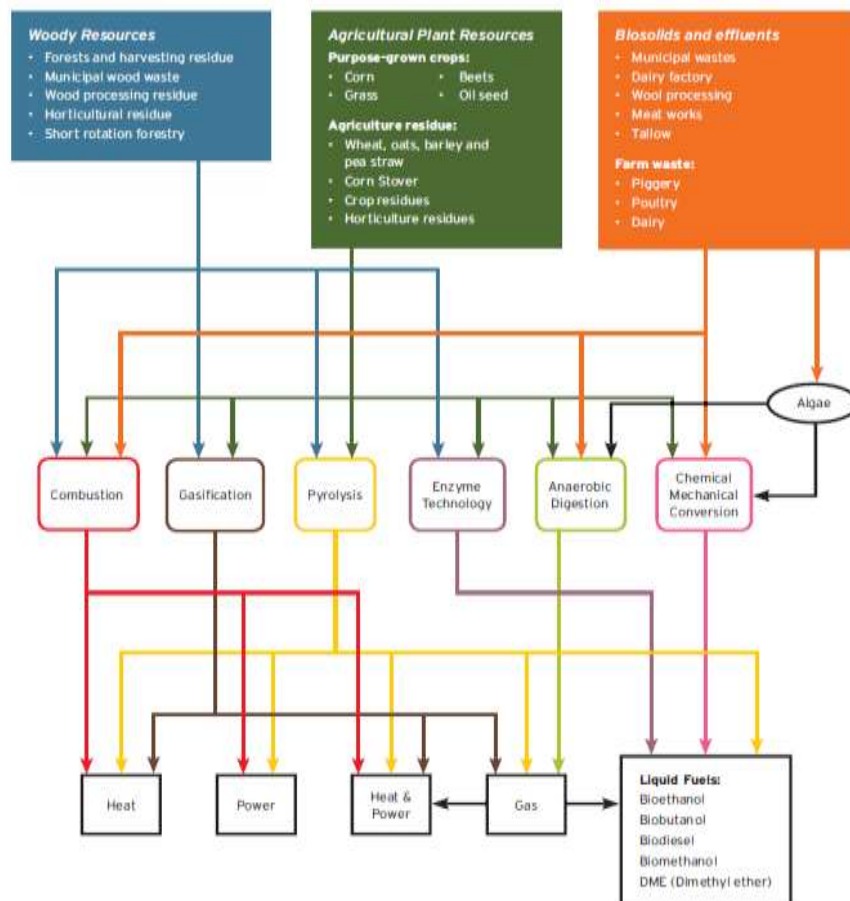 Woody Resources
• Forests and harvesting residue
• Municipal wood waste
• Wood processing residue
• Horticultural residue
• Short rotation forestry
Agricultural Plant Resources
Purpose-grown crops:
• Corn
• Beets
• Grass
• Oil seed
Agriculture residue:
• Wheat, oats, barley and
pea straw
• Corn Stover
• Crop residues
• Horticulture residues
Biosolids and effluents
• Municipal wastes
• Dairy factory
• Wool processing
• Meat works
• Tallow
Farm waste:
• Piggery
• Poultry
• Dairy
Algae
Combustion
Gasification
Pyrolysis
Enzyme
Technology
Anaerobic
Digestion
Chemical
Mechanical
Conversion
Heat
Power
Heat &
Power
Gas
Liquid Fuels:
Bioethanol
Biobutanol
Biodiesel
Biomethanol
DME (Dimethyl ether)